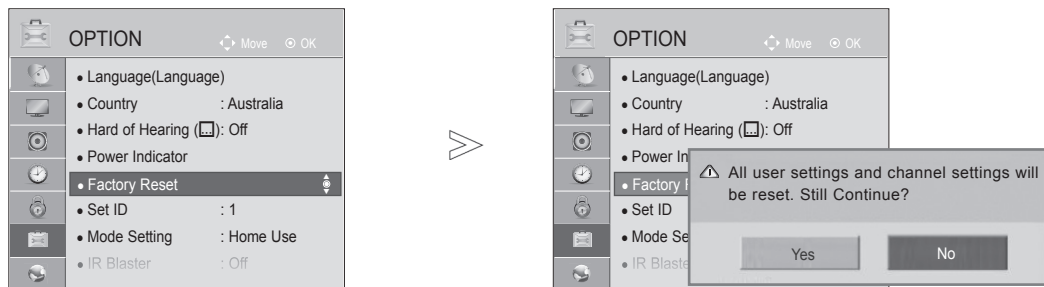 OPTION Move OK
• Language(Language)
• Country : Australia
• Hard of Hearing (...): Off
• Power Indicator
• Factory Reset
• Set ID : 1
• Mode Setting : Home Use
• IR Blaster : Off
OPTION Move OK
• Language(Language)
• Country : Australia
• Hard of Hearing (...): Off
• Power In
• Factory
• Set ID
• Mode Se
• IR Blaste
All user settings and channel settings will
be reset. Still Continue?
Yes No